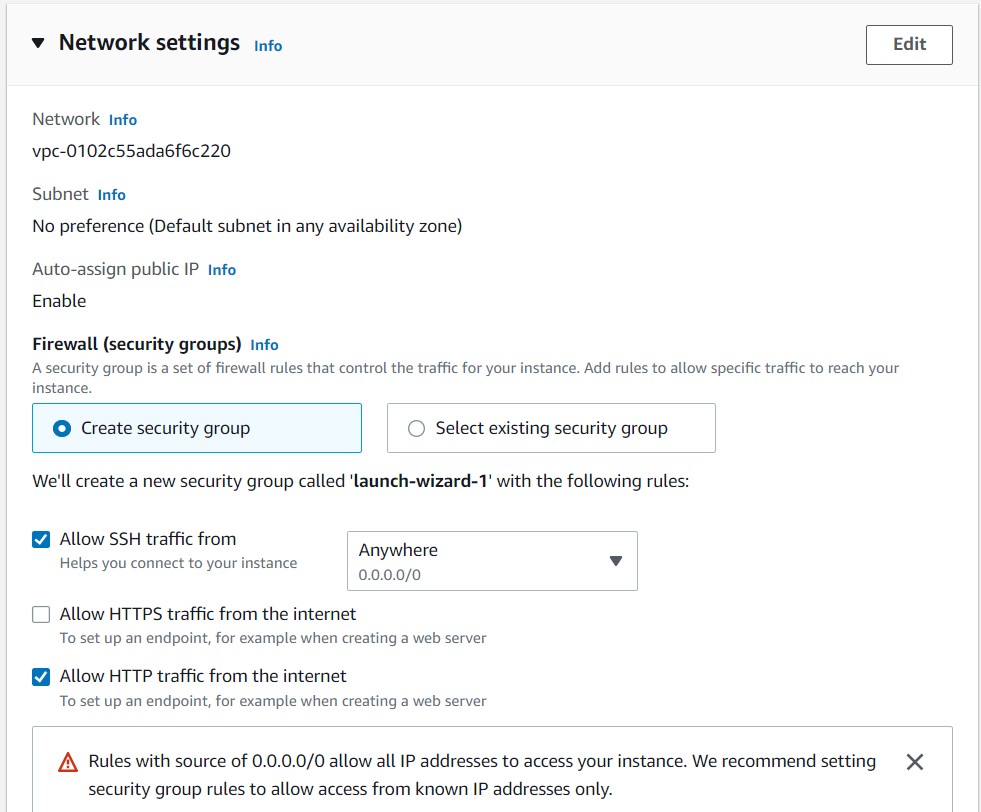 Network settings Info
Edit
Network Info
vpc-0102c55ada6f6c220
Subnet Info
No preference (Default subnet in any availability zone)
Auto-assign public IP Info
Enable
Firewall (security groups) Info
A security group is a set of firewall rules that control the traffic for your instance. Add rules to allow specific traffic to reach your
instance.
Create security group
Select existing security group
We'll create a new security group called 'launch-wizard-1' with the following rules:
Allow SSH traffic from
Helps you connect to your instance
Anywhere
0.0.0.0/0
Allow HTTPS traffic from the internet
To set up an endpoint, for example when creating a web server
Allow HTTP traffic from the internet
To set up an endpoint, for example when creating a web server
Rules with source of 0.0.0.0/0 allow all IP addresses to access your instance. We recommend setting
security group rules to allow access from known IP addresses only.